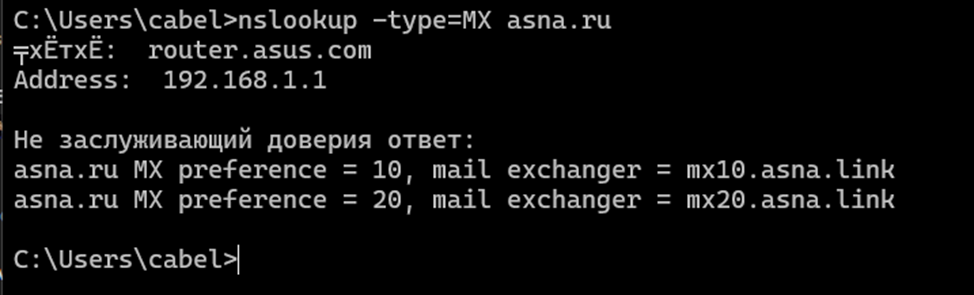 C:\Users\cabel>nslookup -type=MX asna.ru
╤хЁтхЁ:  router.asus.com
Address:  192.168.1.1

Не заслуживающий доверия ответ:
asna.ru MX preference = 10, mail exchanger = mx10.asna.link
asna.ru MX preference = 20, mail exchanger = mx20.asna.link

C:\Users\cabel>